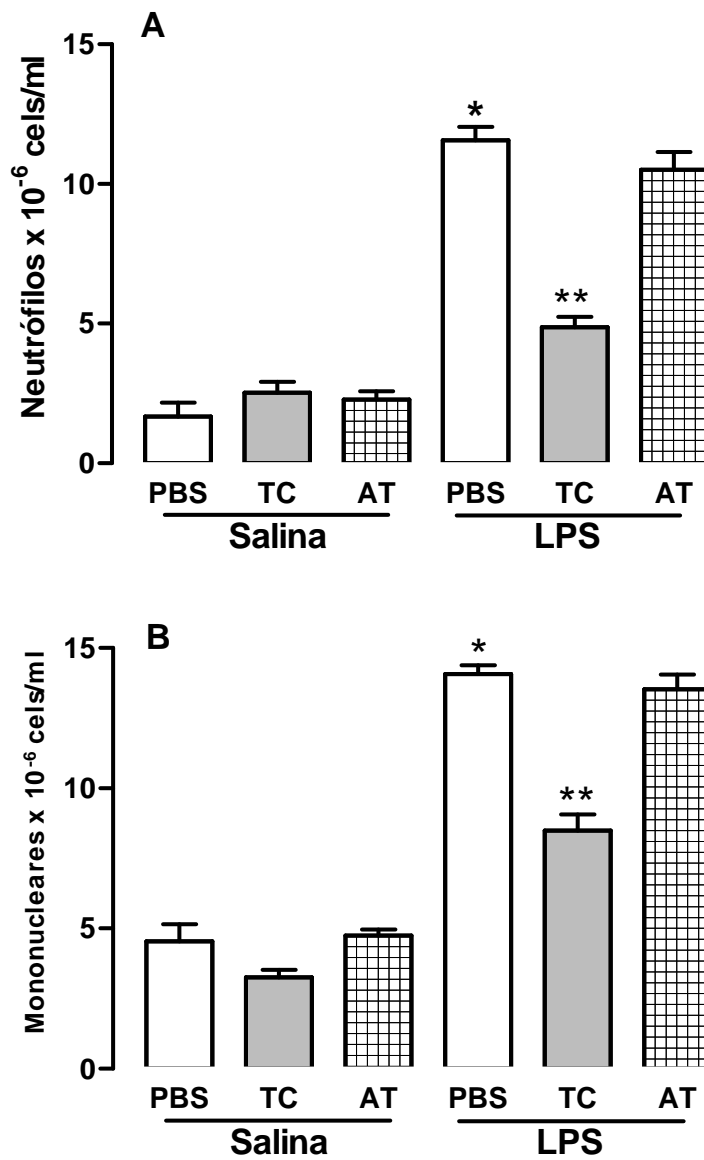 A
15
*
10
Neutrófilos x 10⁻⁶ cels/ml
**
5
0
PBS TC AT PBS TC AT
Salina LPS
B
15
*
10
Mononucleares x 10⁻⁶ cels/ml
**
5
0
PBS TC AT PBS TC AT
Salina LPS